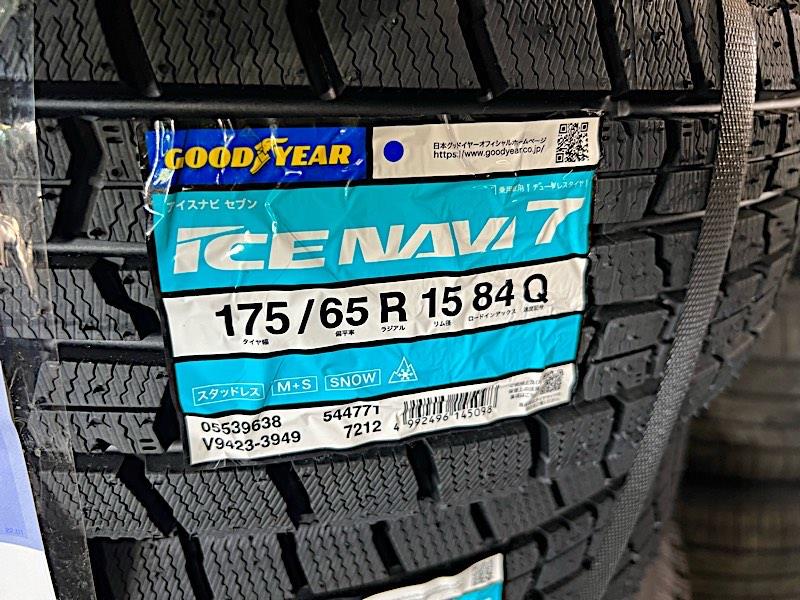 GOODYEAR
日本グッドイヤーオフィシャルホームページ
https://www.goodyear.co.jp/
アイスナビ セブン
ICE NAVI 7
175/65 R 15 84 Q
タイヤ幅 偏平率 ラジアル リム径 ロードインデックス 速度記号
スタッドレス M+S SNOW
05539638 544771
V9423-3949 7212
4 992496 145098